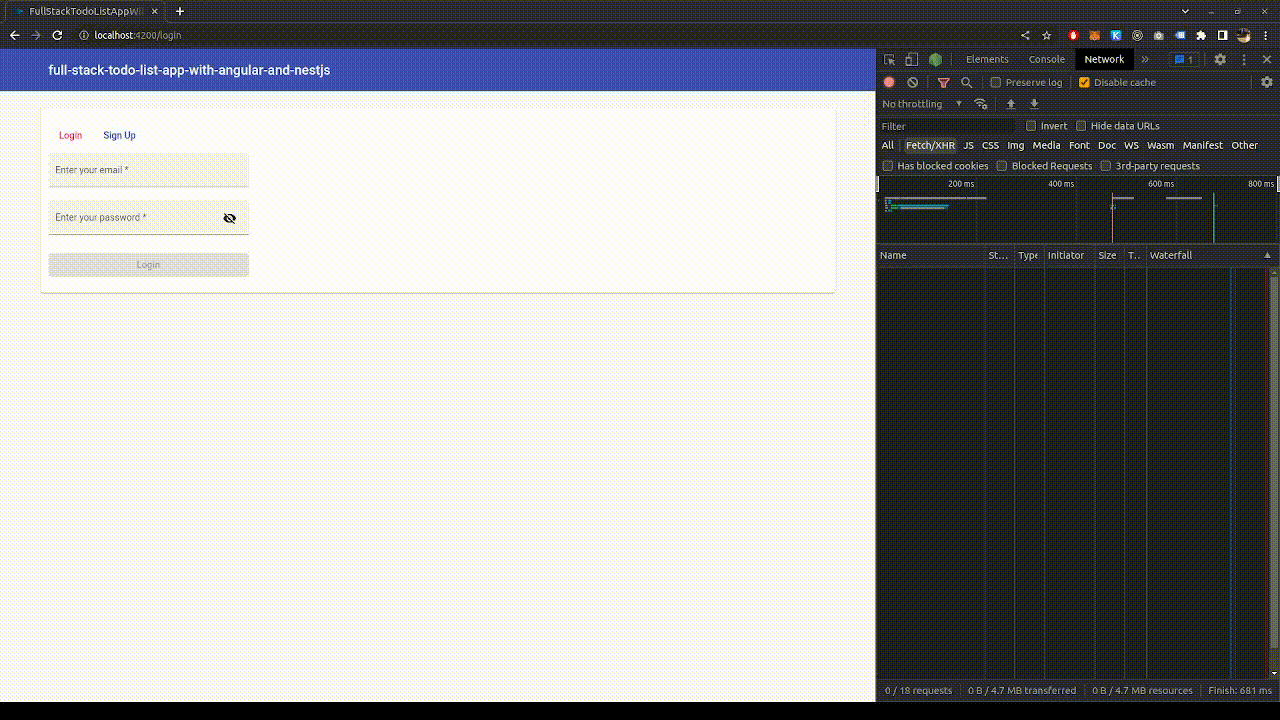 FullStackTodoListAppWi
localhost:4200/login
full-stack-todo-list-app-with-angular-and-nestjs
Login Sign Up
Enter your email *
Enter your password *
Login
Elements Console Network 1
Preserve log Disable cache
No throttling
Filter Invert Hide data URLs
All Fetch/XHR JS CSS Img Media Font Doc WS Wasm Manifest Other
Has blocked cookies Blocked Requests 3rd-party requests
200 ms 400 ms 600 ms 800 ms
Name St... Type Initiator Size T.. Waterfall
0 / 18 requests 0 B / 4.7 MB transferred 0 B / 4.7 MB resources Finish: 681 ms